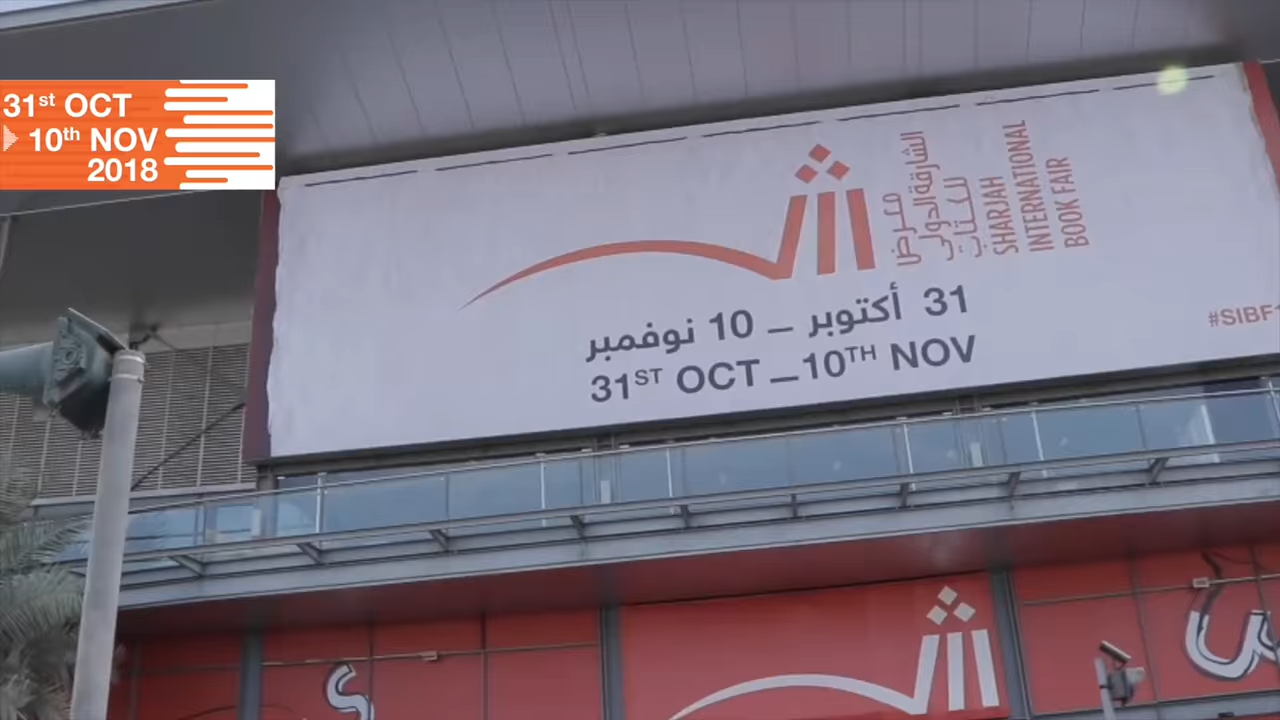 31st OCT
10th NOV
2018
معرض
الشارقة الدولي
للكتاب
SHARJAH
INTERNATIONAL
BOOK FAIR
31 أكتوبر – 10 نوفمبر
31ST OCT – 10TH NOV
#SIBF